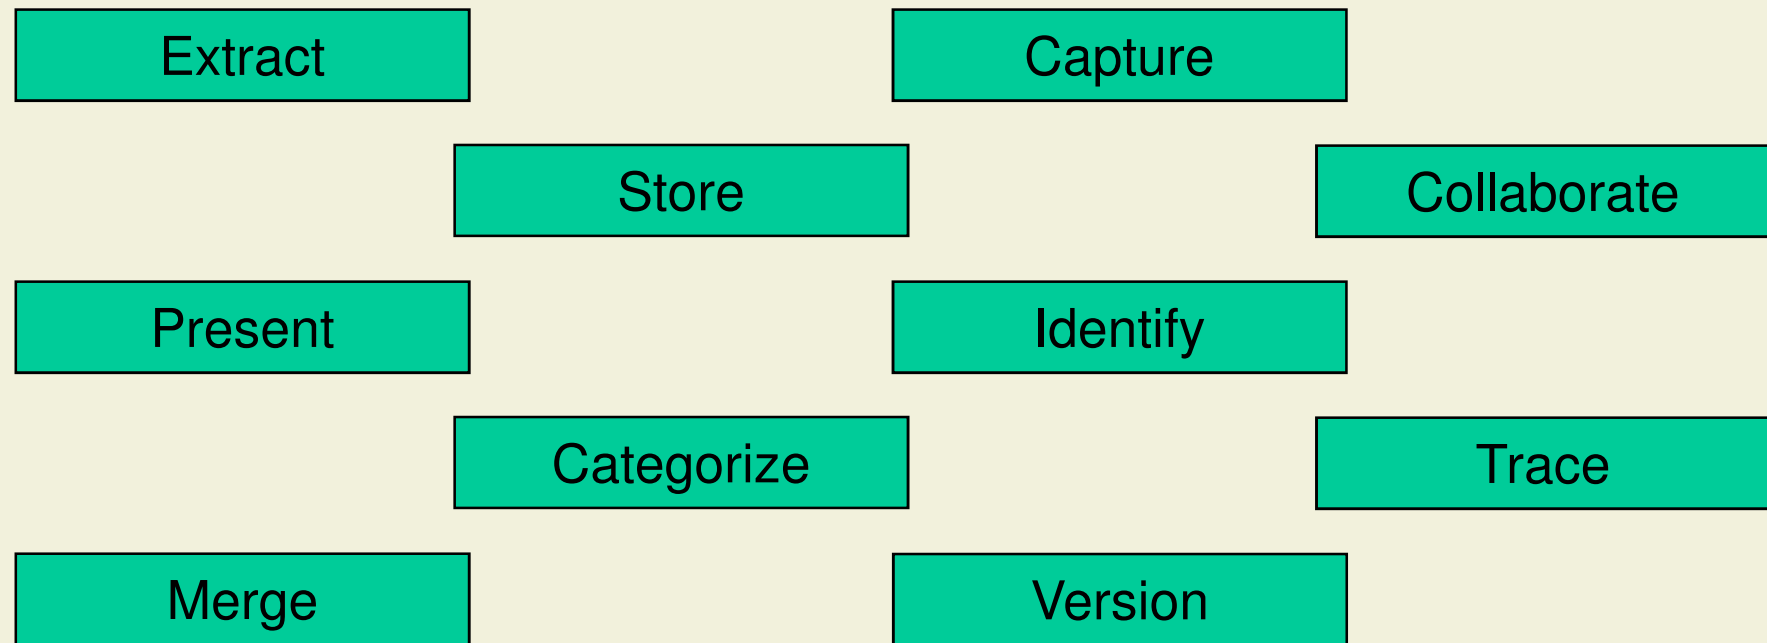 Extract
Capture
Store
Collaborate
Present
Identify
Categorize
Trace
Merge
Version